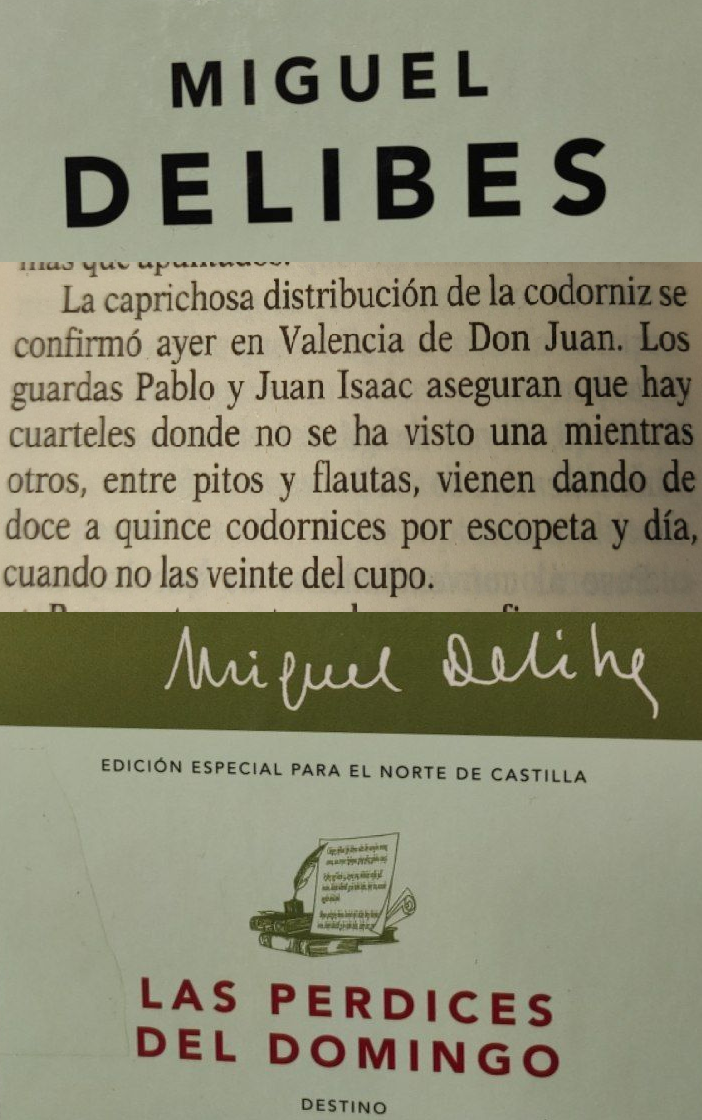 MIGUEL
DELIBES
más que apuntados.
La caprichosa distribución de la codorniz se
confirmó ayer en Valencia de Don Juan. Los
guardas Pablo y Juan Isaac aseguran que hay
cuarteles donde no se ha visto una mientras
otros, entre pitos y flautas, vienen dando de
doce a quince codornices por escopeta y día,
cuando no las veinte del cupo.
Miguel Delibes
EDICIÓN ESPECIAL PARA EL NORTE DE CASTILLA
LAS PERDICES
DEL DOMINGO
DESTINO